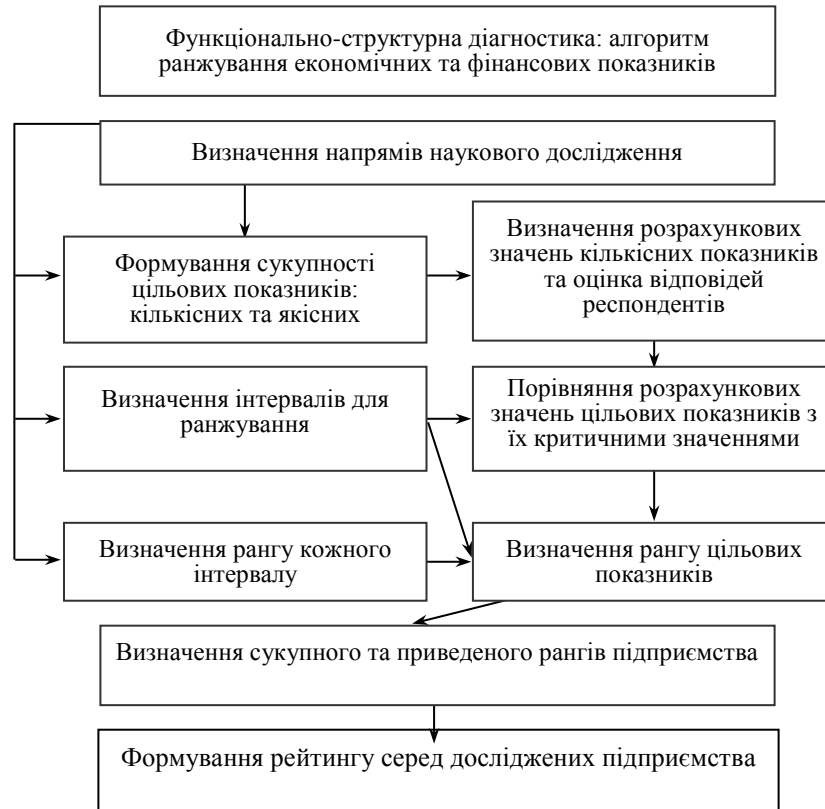 Функціонально-структурна діагностика: алгоритм
ранжування економічних та фінансових показників
Визначення напрямів наукового дослідження
Формування сукупності
цільових показників:
кількісних та якісних
Визначення розрахункових
значень кількісних показників
та оцінка відповідей
респондентів
Визначення інтервалів для
ранжування
Порівняння розрахункових
значень цільових показників з
їх критичними значеннями
Визначення рангу кожного
інтервалу
Визначення рангу цільових
показників
Визначення сукупного та приведеного рангів підприємства
Формування рейтингу серед досліджених підприємства